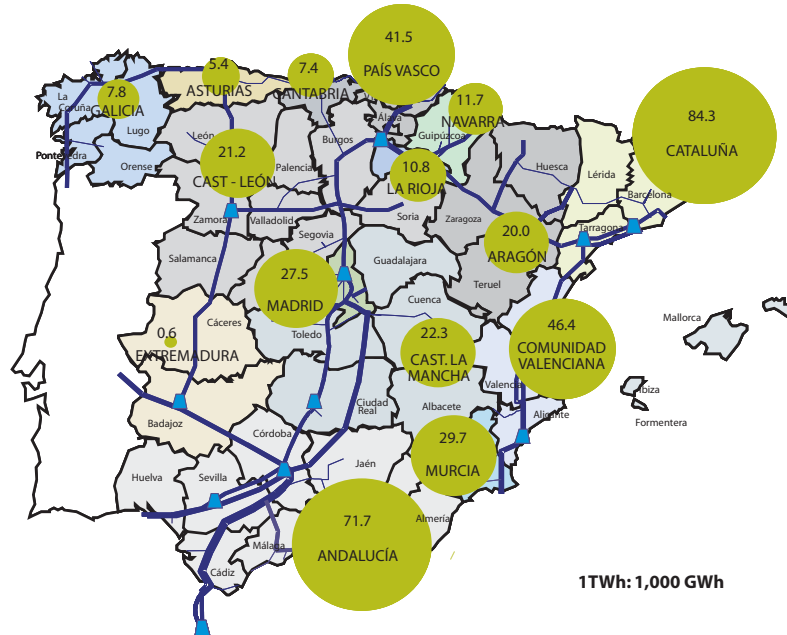 41.5
PAÍS VASCO
5.4
ASTURIAS
7.4
CANTABRIA
7.8
GALICIA
La
Coruña
Lugo
Pontevedra
Orense
11.7
NAVARRA
84.3
CATALUÑA
Álava
Guipúzcoa
León
Burgos
Palencia
21.2
CAST - LEÓN
10.8
LA RIOJA
Huesca
Lérida
Barcelona
Zamora
Valladolid
Soria
Zaragoza
Tarragona
20.0
ARAGÓN
Segovia
Salamanca
Guadalajara
Teruel
27.5
MADRID
Cuenca
Mallorca
0.6
EXTREMADURA
Cáceres
Toledo
22.3
CAST. LA
MANCHA
46.4
COMUNIDAD
VALENCIANA
Valencia
Ibiza
Formentera
Badajoz
Ciudad
Real
Albacete
Alicante
Córdoba
29.7
MURCIA
Huelva
Sevilla
Jaén
71.7
ANDALUCÍA
Almería
Málaga
Cádiz
1TWh: 1,000 GWh